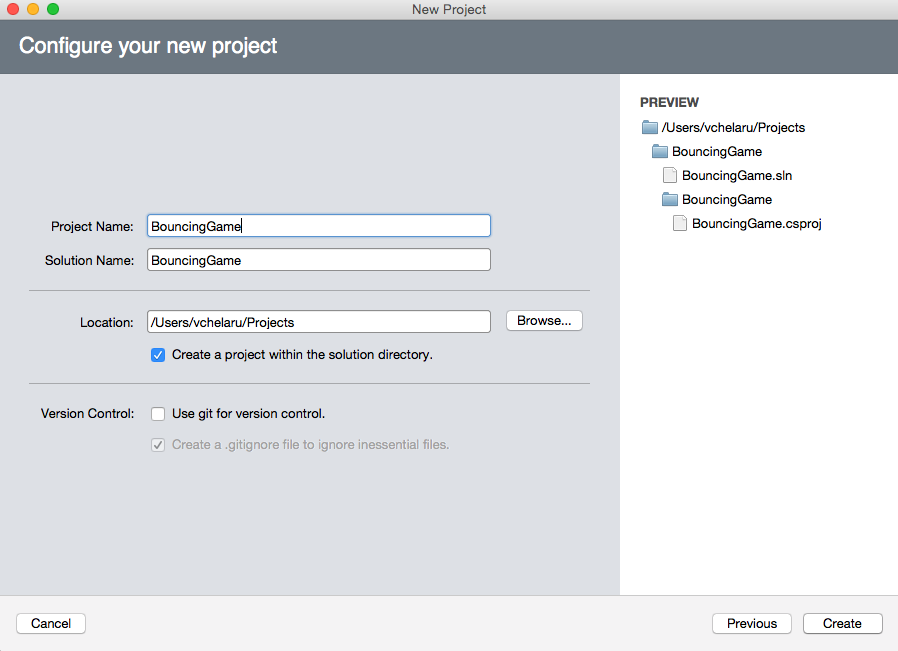 New Project
Configure your new project
Project Name: BouncingGame
Solution Name: BouncingGame
Location: /Users/vchelaru/Projects Browse...
Create a project within the solution directory.
Version Control: Use git for version control.
Create a .gitignore file to ignore inessential files.
PREVIEW
/Users/vchelaru/Projects
BouncingGame
BouncingGame.sln
BouncingGame
BouncingGame.csproj
Cancel Previous Create